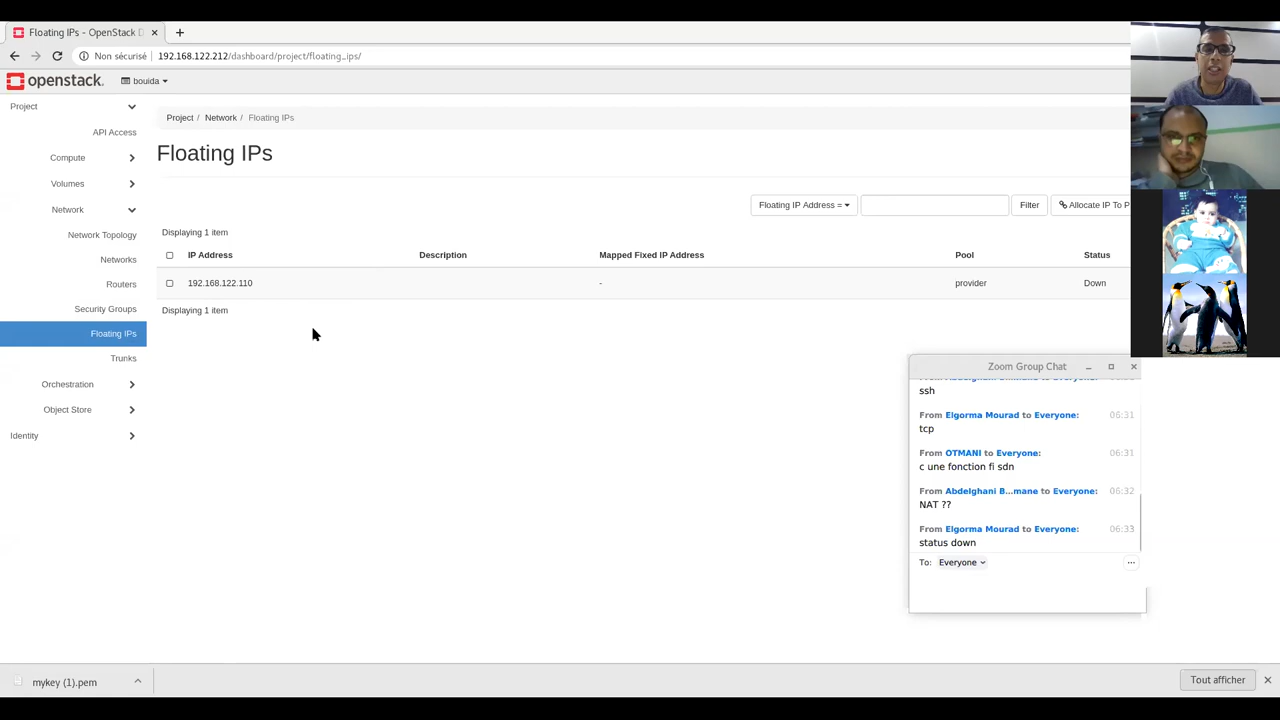 Floating IPs - OpenStack D
Non sécurisé 192.168.122.212/dashboard/project/floating_ips/
openstack. bouida
Project
API Access
Compute
Volumes
Network
Network Topology
Networks
Routers
Security Groups
Floating IPs
Trunks
Orchestration
Object Store
Identity
Project / Network / Floating IPs
Floating IPs
Floating IP Address = Filter Allocate IP To P
Displaying 1 item
IP Address Description Mapped Fixed IP Address Pool Status
192.168.122.110 - provider Down
Displaying 1 item
Zoom Group Chat
ssh
From Elgorma Mourad to Everyone: 06:31
tcp
From OTMANI to Everyone: 06:31
c une fonction fi sdn
From Abdelghani B...mane to Everyone: 06:32
NAT ??
From Elgorma Mourad to Everyone: 06:33
status down
To: Everyone
mykey (1).pem
Tout afficher